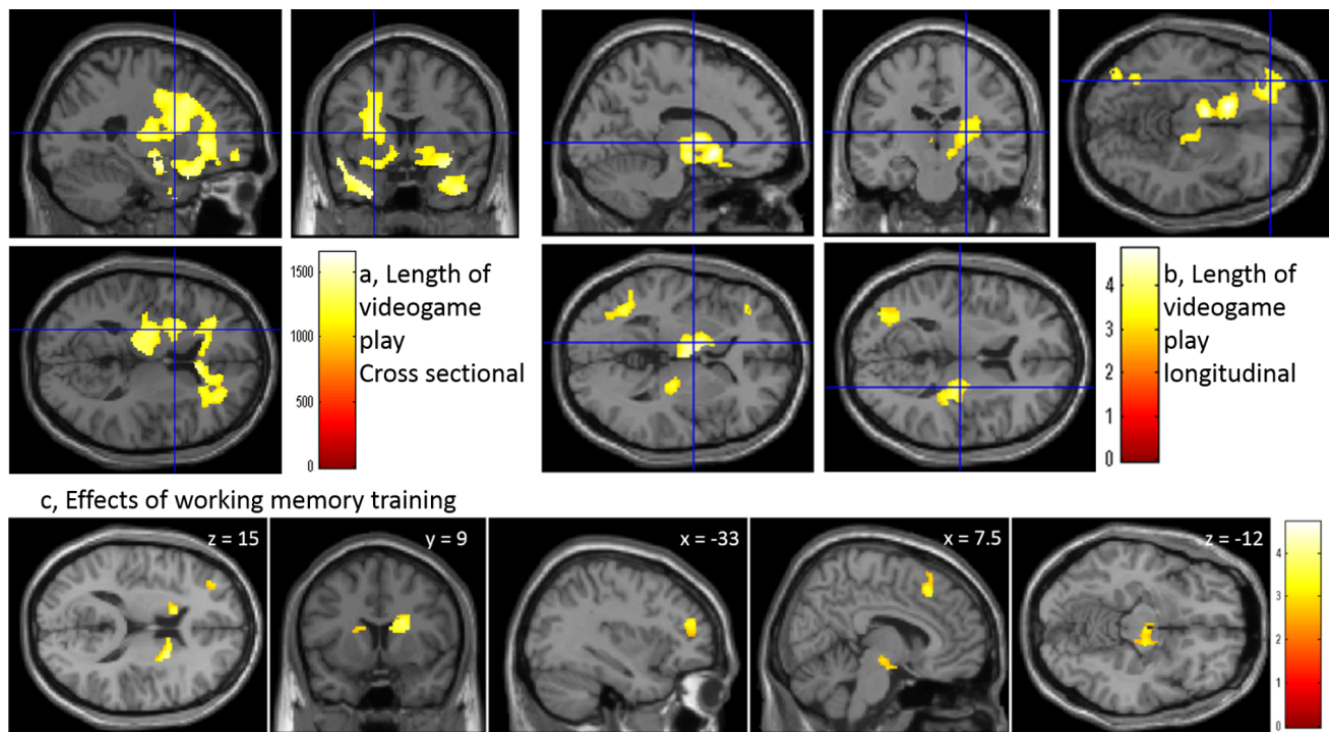 1500
1000
500
0
a, Length of
videogame
play
Cross sectional
4
3
2
1
0
b, Length of
videogame
play
longitudinal
c, Effects of working memory training
z = 15
y = 9
x = -33
x = 7.5
-z = -12
4
3
2
1
0